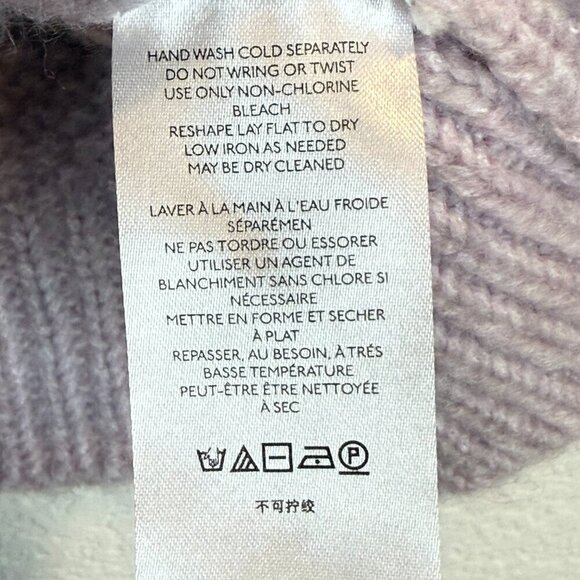 HAND WASH COLD SEPARATELY
DO NOT WRING OR TWIST
USE ONLY NON-CHLORINE
BLEACH
RESHAPE LAY FLAT TO DRY
LOW IRON AS NEEDED
MAY BE DRY CLEANED
LAVER À LA MAIN À L'EAU FROIDE
SÉPARÉMEN
NE PAS TORDRE OU ESSORER
UTILISER UN AGENT DE
BLANCHIMENT SANS CHLORE SI
NÉCESSAIRE
METTRE EN FORME ET SECHER
À PLAT
REPASSER, AU BESOIN, À TRÉS
BASSE TEMPÉRATURE
PEUT-ÊTRE ÊTRE NETTOYÉE
À SEC
P
不可拧绞